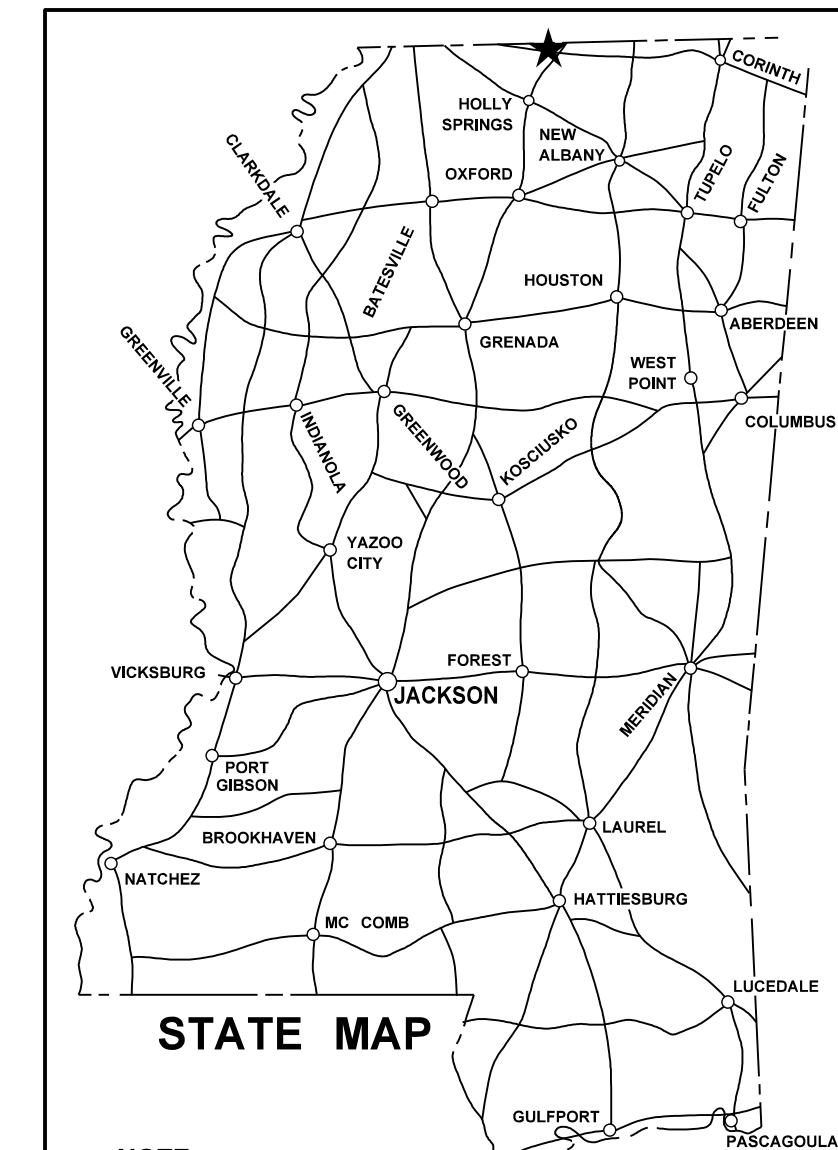 CORINTH
HOLLY
SPRINGS
NEW
ALBANY
CLARKDALE
OXFORD
TUPELO
FULTON
BATESVILLE
HOUSTON
ABERDEEN
GREENVILLE
GRENADA
WEST
POINT
COLUMBUS
INDIANOLA
GREENWOOD
KOSCIUSKO
YAZOO
CITY
VICKSBURG
FOREST
JACKSON
MERIDIAN
PORT
GIBSON
BROOKHAVEN
LAUREL
NATCHEZ
HATTIESBURG
MC COMB
LUCEDALE
STATE MAP
GULFPORT
PASCAGOULA